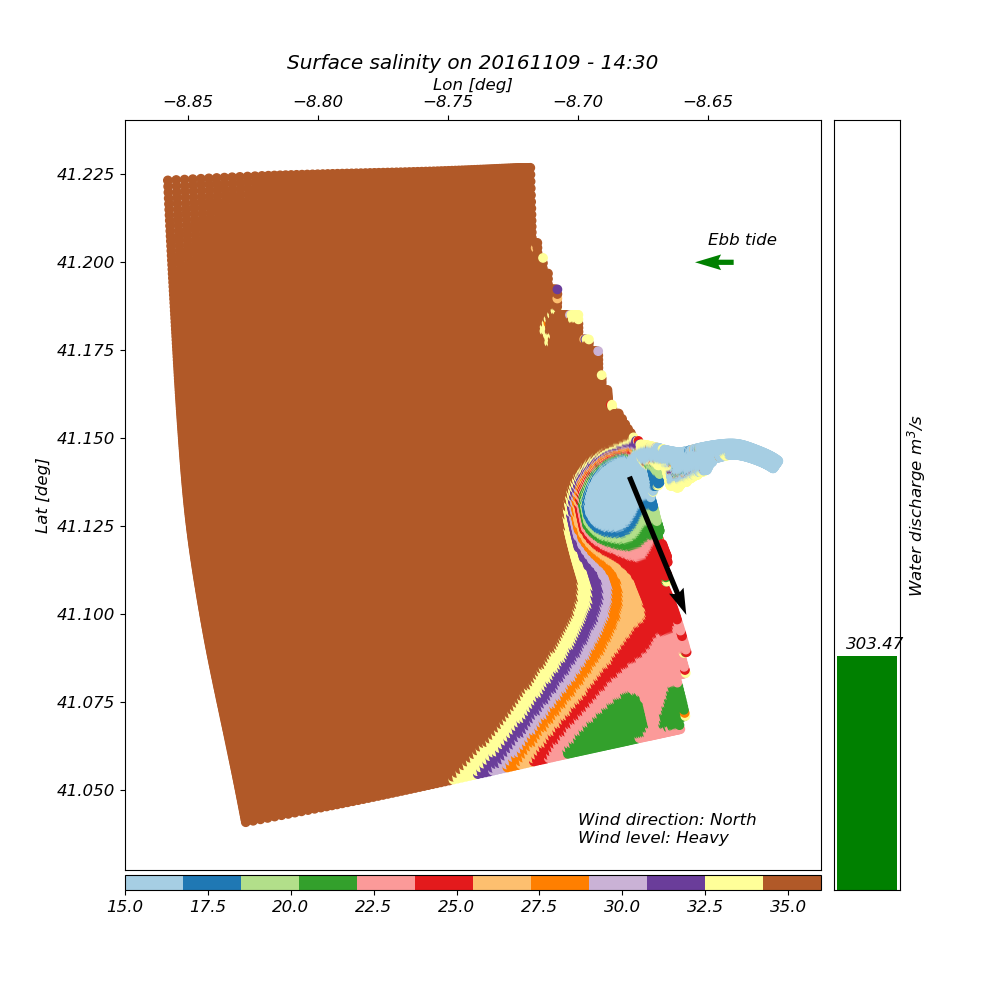 Surface salinity on 20161109 - 14:30
Lon [deg]
−8.85 −8.80 −8.75 −8.70 −8.65
41.225
41.200
41.175
41.150
41.125
41.100
41.075
41.050
Lat [deg]
Ebb tide
Wind direction: North
Wind level: Heavy
303.47
Water discharge m³/s
15.0 17.5 20.0 22.5 25.0 27.5 30.0 32.5 35.0